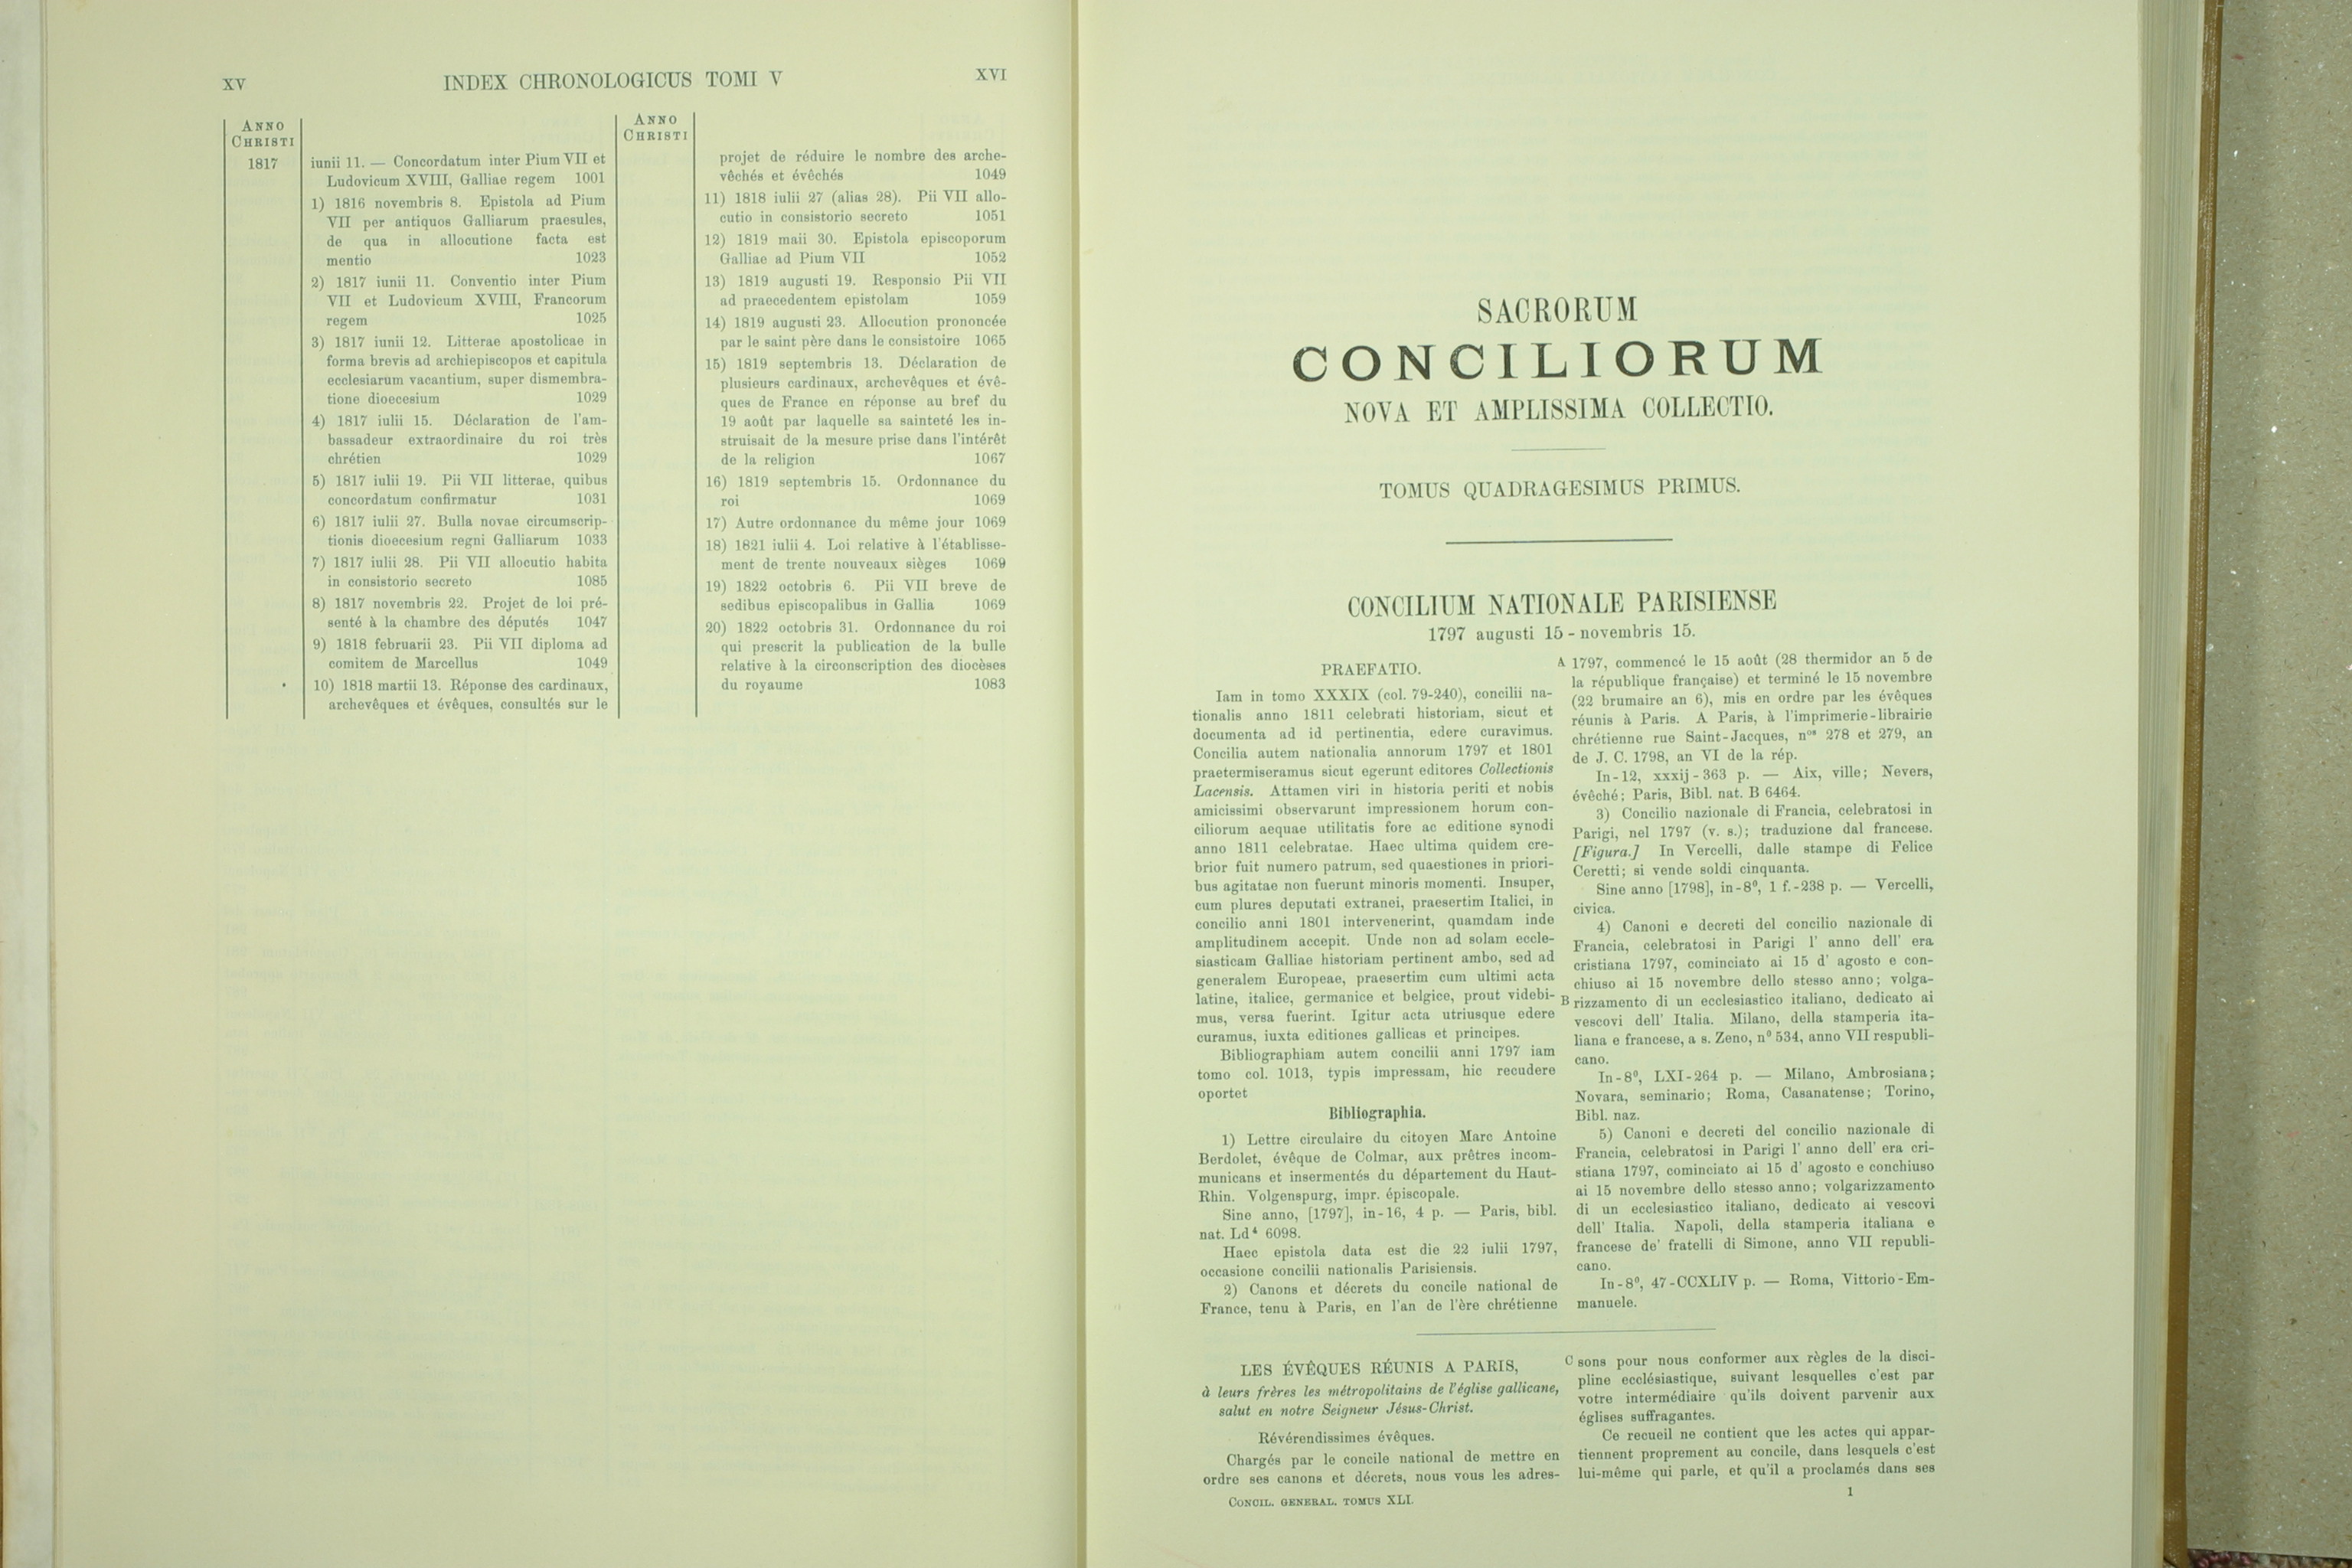 XV
INDEX CHRONOLOGICUS TOMI V
XVI
ANNO
CHRISTI
1817
iunii 11. — Concordatum inter Pium VII et
Ludovicum XVIII, Galliae regem 1001
1) 1816 novembris 8. Epistola ad Pium
VII per antiquos Galliarum praesules,
de qua in allocutione facta est
mentio 1023
2) 1817 iunii 11. Conventio inter Pium
VII et Ludovicum XVIII, Francorum
regem 1025
3) 1817 iunii 12. Litterae apostolicae in
forma brevis ad archiepiscopos et capitula
ecclesiarum vacantium, super dismembra-
tione dioecesium 1029
4) 1817 iulii 15. Déclaration de l'am-
bassadeur extraordinaire du roi très
chrétien 1029
5) 1817 iulii 19. Pii VII litterae, quibus
concordatum confirmatur 1031
6) 1817 iulii 27. Bulla novae circumscrip-
tionis dioecesium regni Galliarum 1033
7) 1817 iulii 28. Pii VII allocutio habita
in consistorio secreto 1085
8) 1817 novembris 22. Projet de loi pré-
senté à la chambre des députés 1047
9) 1818 februarii 23. Pii VII diploma ad
comitem de Marcellus 1049
10) 1818 martii 13. Réponse des cardinaux,
archevêques et évêques, consultés sur le
ANNO
CHRISTI
projet de réduire le nombre des arche-
vêchés et évêchés 1049
11) 1818 iulii 27 (alias 28). Pii VII allo-
cutio in consistorio secreto 1051
12) 1819 maii 30. Epistola episcoporum
Galliae ad Pium VII 1052
13) 1819 augusti 19. Responsio Pii VII
ad praecedentem epistolam 1059
14) 1819 augusti 23. Allocution prononcée
par le saint père dans le consistoire 1065
15) 1819 septembris 13. Déclaration de
plusieurs cardinaux, archevêques et évê-
ques de France en réponse au bref du
19 août par laquelle sa sainteté les in-
struisait de la mesure prise dans l'intérêt
de la religion 1067
16) 1819 septembris 15. Ordonnance du
roi 1069
17) Autre ordonnance du même jour 1069
18) 1821 iulii 4. Loi relative à l'établisse-
ment de trente nouveaux sièges 1069
19) 1822 octobris 6. Pii VII breve de
sedibus episcopalibus in Gallia 1069
20) 1822 octobris 31. Ordonnance du roi
qui prescrit la publication de la bulle
relative à la circonscription des diocèses
du royaume 1083
SACRORUM
CONCILIORUM
NOVA ET AMPLISSIMA COLLECTIO.
TOMUS QUADRAGESIMUS PRIMUS.
CONCILIUM NATIONALE PARISIENSE
1797 augusti 15 - novembris 15.
PRAEFATIO.
Iam in tomo XXXIX (col. 79-240), concilii na-
tionalis anno 1811 celebrati historiam, sicut et
documenta ad id pertinentia, edere curavimus.
Concilia autem nationalia annorum 1797 et 1801
praetermiseramus sicut egerunt editores Collectionis
Lacensis. Attamen viri in historia periti et nobis
amicissimi observarunt impressionem horum con-
ciliorum aequae utilitatis fore ac editione synodi
anno 1811 celebratae. Haec ultima quidem cre-
brior fuit numero patrum, sed quaestiones in priori-
bus agitatae non fuerunt minoris momenti. Insuper,
cum plures deputati extranei, praesertim Italici, in
concilio anni 1801 intervenerint, quamdam inde
amplitudinem accepit. Unde non ad solam eccle-
siasticam Galliae historiam pertinent ambo, sed ad
generalem Europeae, praesertim cum ultimi acta
latine, italice, germanice et belgice, prout videbi-
mus, versa fuerint. Igitur acta utriusque edere
curamus, iuxta editiones gallicas et principes.
Bibliographiam autem concilii anni 1797 iam
tomo col. 1013, typis impressam, hic recudere
oportet
Bibliographia.
1) Lettre circulaire du citoyen Marc Antoine
Berdolet, évêque de Colmar, aux prêtres incom-
municans et insermentés du département du Haut-
Rhin. Volgenspurg, impr. épiscopale.
Sine anno, [1797], in-16, 4 p. — Paris, bibl.
nat. Ld⁴ 6098.
Haec epistola data est die 22 iulii 1797,
occasione concilii nationalis Parisiensis.
2) Canons et décrets du concile national de
France, tenu à Paris, en l'an de l'ère chrétienne
A 1797, commencé le 15 août (28 thermidor an 5 de
la république française) et terminé le 15 novembre
(22 brumaire an 6), mis en ordre par les évêques
réunis à Paris. A Paris, à l'imprimerie-librairie
chrétienne rue Saint-Jacques, nᵒˢ 278 et 279, an
de J. C. 1798, an VI de la rép.
In-12, xxxij-363 p. — Aix, ville; Nevers,
évêché; Paris, Bibl. nat. B 6464.
3) Concilio nazionale di Francia, celebratosi in
Parigi, nel 1797 (v. s.); traduzione dal francese.
[Figura.] In Vercelli, dalle stampe di Felice
Ceretti; si vende soldi cinquanta.
Sine anno [1798], in-8⁰, 1 f.-238 p. — Vercelli,
civica.
4) Canoni e decreti del concilio nazionale di
Francia, celebratosi in Parigi l' anno dell' era
cristiana 1797, cominciato ai 15 d' agosto e con-
chiuso ai 15 novembre dello stesso anno; volga-
B rizzamento di un ecclesiastico italiano, dedicato ai
vescovi dell' Italia. Milano, della stamperia ita-
liana e francese, a s. Zeno, n⁰ 534, anno VII respubli-
cano.
In-8⁰, LXI-264 p. — Milano, Ambrosiana;
Novara, seminario; Roma, Casanatense; Torino,
Bibl. naz.
5) Canoni e decreti del concilio nazionale di
Francia, celebratosi in Parigi l' anno dell' era cri-
stiana 1797, cominciato ai 15 d' agosto e conchiuso
ai 15 novembre dello stesso anno; volgarizzamento
di un ecclesiastico italiano, dedicato ai vescovi
dell' Italia. Napoli, della stamperia italiana e
francese de' fratelli di Simone, anno VII republi-
cano.
In-8⁰, 47-CCXLIV p. — Roma, Vittorio-Em-
manuele.
LES ÉVÊQUES RÉUNIS A PARIS,
à leurs frères les métropolitains de l'église gallicane,
salut en notre Seigneur Jésus-Christ.
Révérendissimes évêques.
Chargés par le concile national de mettre en
ordre ses canons et décrets, nous vous les adres-
C sons pour nous conformer aux règles de la disci-
pline ecclésiastique, suivant lesquelles c'est par
votre intermédiaire qu'ils doivent parvenir aux
églises suffragantes.
Ce recueil ne contient que les actes qui appar-
tiennent proprement au concile, dans lesquels c'est
lui-même qui parle, et qu'il a proclamés dans ses
CONCIL. GENERAL. TOMUS XLI.
1